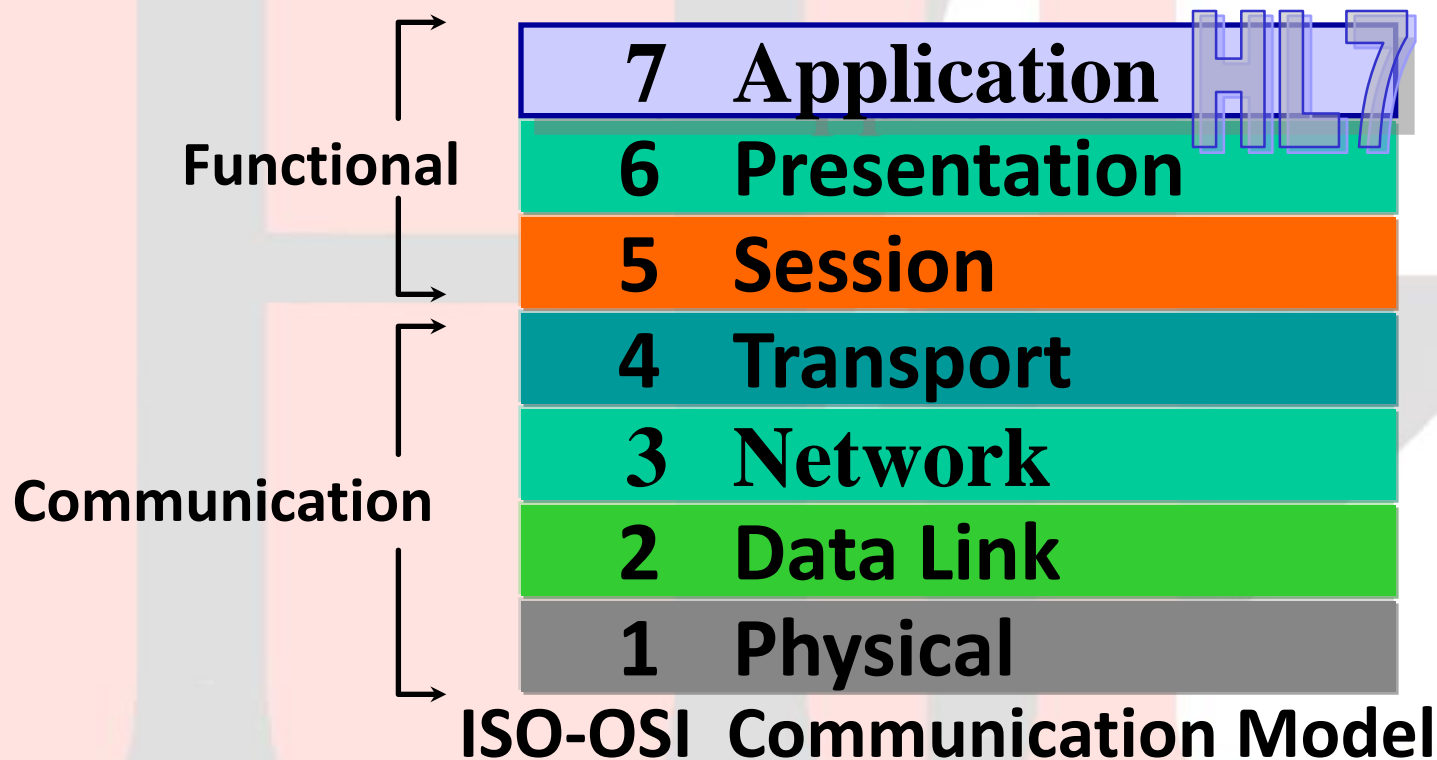 7 Application HL7
Functional
6 Presentation
5 Session
4 Transport
3 Network
Communication
2 Data Link
1 Physical
ISO-OSI Communication Model